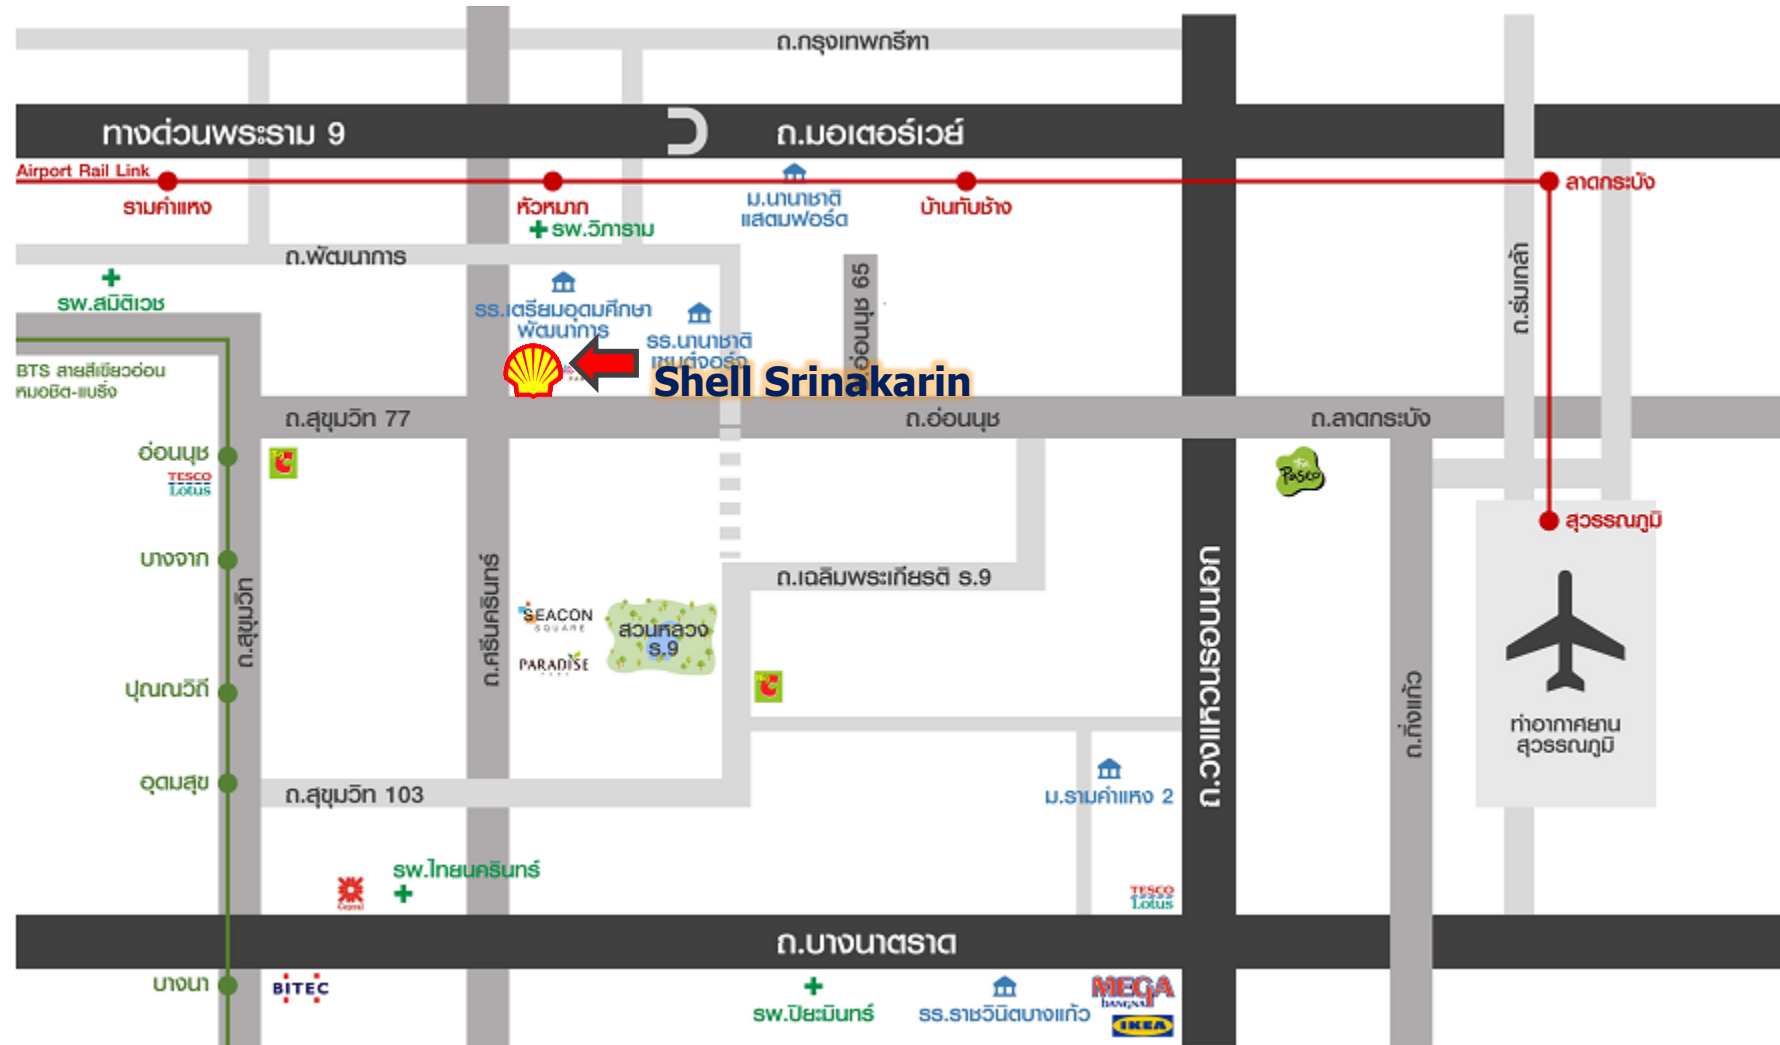 ถ.กรุงเทพกรีฑา
ทางด่วนพระราม 9
ถ.มอเตอร์เวย์
Airport Rail Link
รามคำแหง
หัวหมาก
รพ.วิภาราม
ม.นานาชาติ
แสตมฟอร์ด
บ้านทับช้าง
ลาดกระบัง
ถ.พัฒนาการ
รพ.สมิติเวช
รร.เตรียมอุดมศึกษา
พัฒนาการ
รร.นานาชาติ
เซนต์จอร์จ
อ่อนนุช 65
ถ.ร่มเกล้า
BTS สายสีเขียวอ่อน
หมอชิต-แบริ่ง
Shell Srinakarin
ถ.สุขุมวิท 77
ถ.อ่อนนุช
ถ.ลาดกระบัง
อ่อนนุช
TESCO
Lotus
Paseo
สุวรรณภูมิ
บางจาก
ถ.สุขุมวิท
ถ.ศรีนครินทร์
ถ.เฉลิมพระเกียรติ ร.9
SEACON
SQUARE
PARADISE
PARK
สวนหลวง
ร.9
ถ.วงแหวนรอบนอก
ถ.กิ่งแก้ว
ท่าอากาศยาน
สุวรรณภูมิ
ปุณณวิถี
อุดมสุข
ถ.สุขุมวิท 103
ม.รามคำแหง 2
รพ.ไทยนครินทร์
Central
TESCO
Lotus
ถ.บางนาตราด
บางนา
BITEC
รพ.ปิยะมินทร์
รร.ราชวินิตบางแก้ว
MEGA
BANGNA
IKEA